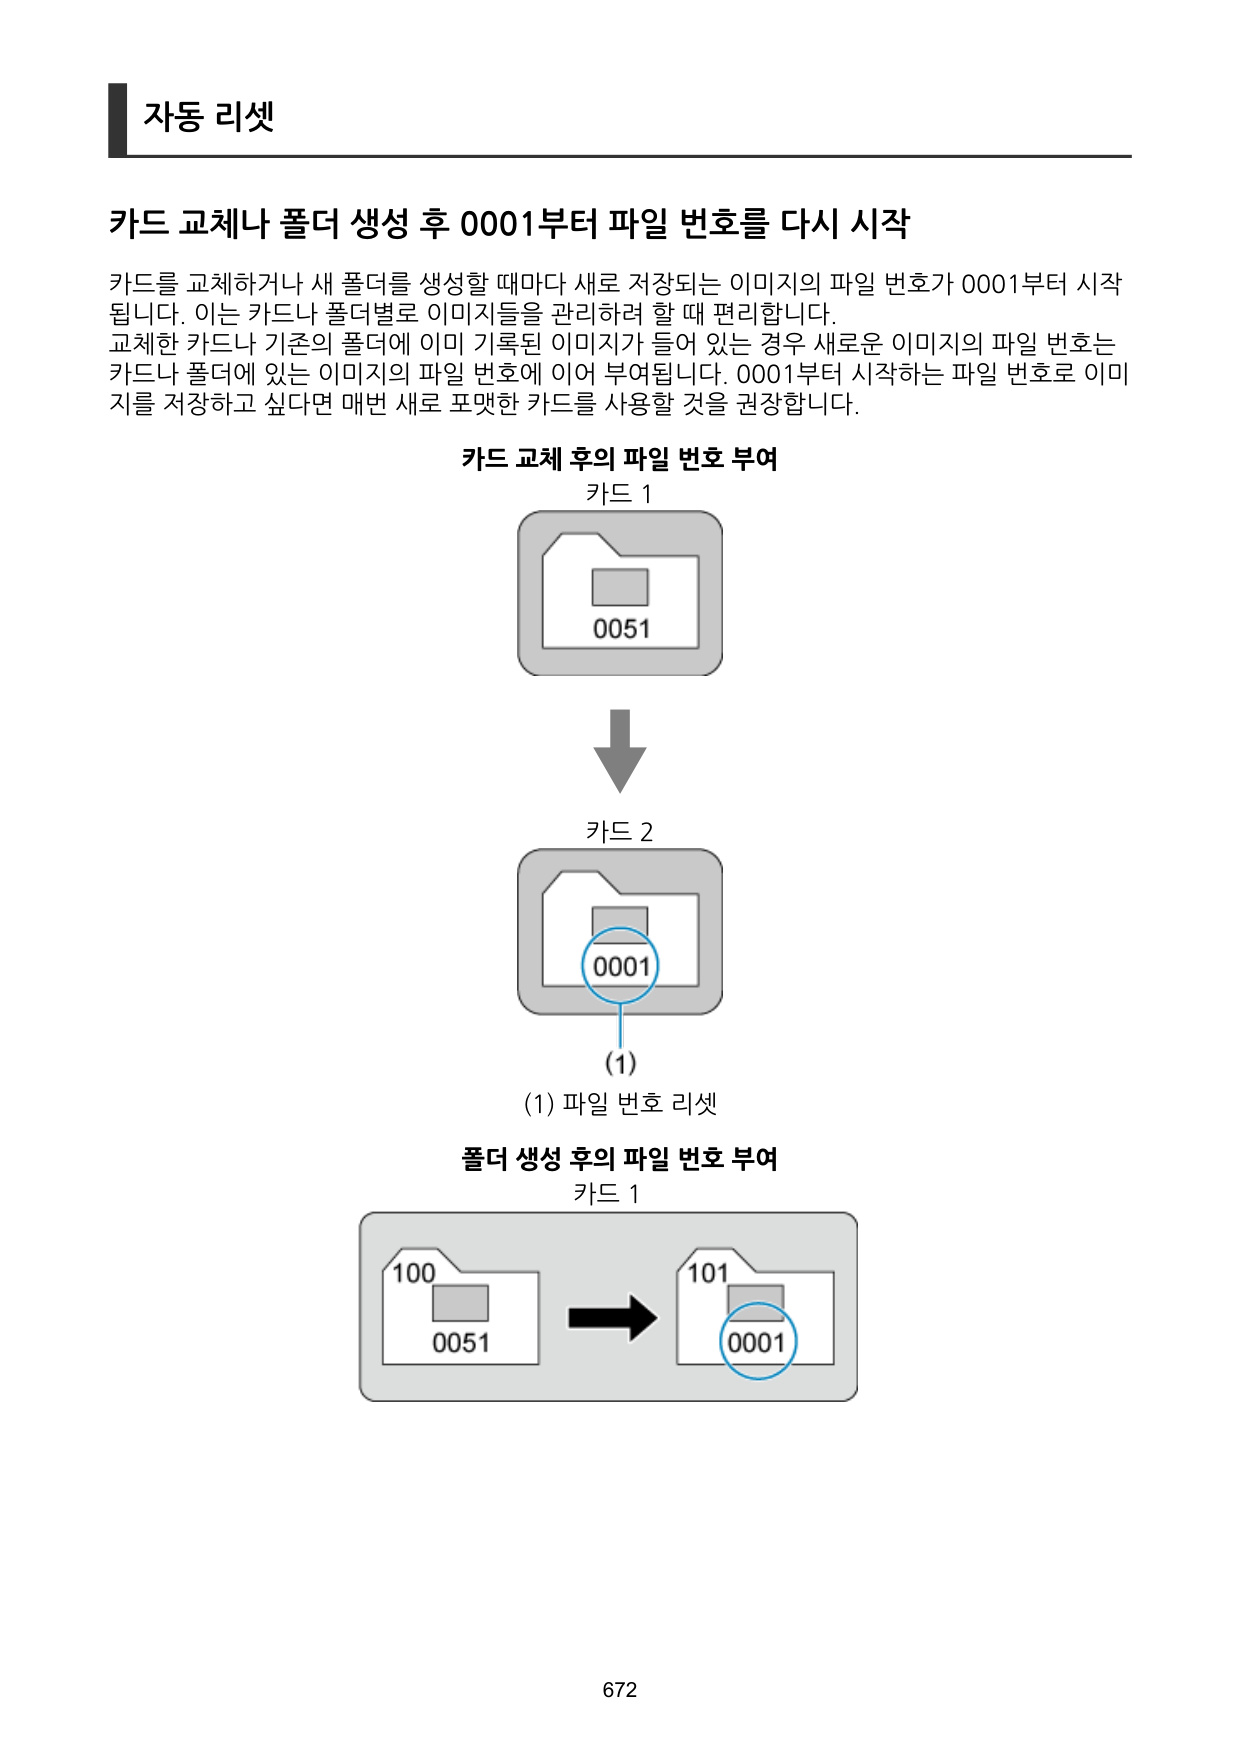 자동 리셋
카드 교체나 폴더 생성 후 0001부터 파일 번호를 다시 시작
카드를 교체하거나 새 폴더를 생성할 때마다 새로 저장되는 이미지의 파일 번호가 0001부터 시작
됩니다. 이는 카드나 폴더별로 이미지들을 관리하려 할 때 편리합니다.
교체한 카드나 기존의 폴더에 이미 기록된 이미지가 들어 있는 경우 새로운 이미지의 파일 번호는
카드나 폴더에 있는 이미지의 파일 번호에 이어 부여됩니다. 0001부터 시작하는 파일 번호로 이미
지를 저장하고 싶다면 매번 새로 포맷한 카드를 사용할 것을 권장합니다.
카드 교체 후의 파일 번호 부여
카드 1
0051
카드 2
0001
(1)
(1) 파일 번호 리셋
폴더 생성 후의 파일 번호 부여
카드 1
100
0051
101
0001
672